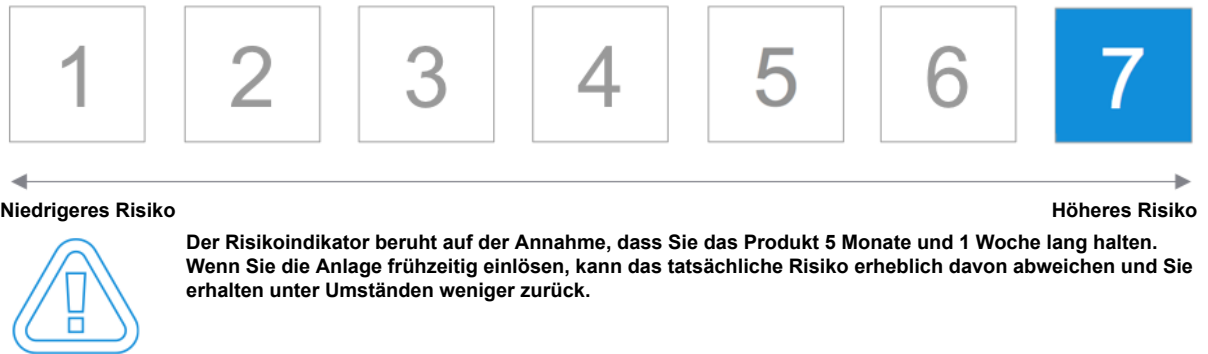 1 2 3 4 5 6 7
Niedrigeres Risiko Höheres Risiko
Der Risikoindikator beruht auf der Annahme, dass Sie das Produkt 5 Monate und 1 Woche lang halten.
Wenn Sie die Anlage frühzeitig einlösen, kann das tatsächliche Risiko erheblich davon abweichen und Sie
erhalten unter Umständen weniger zurück.